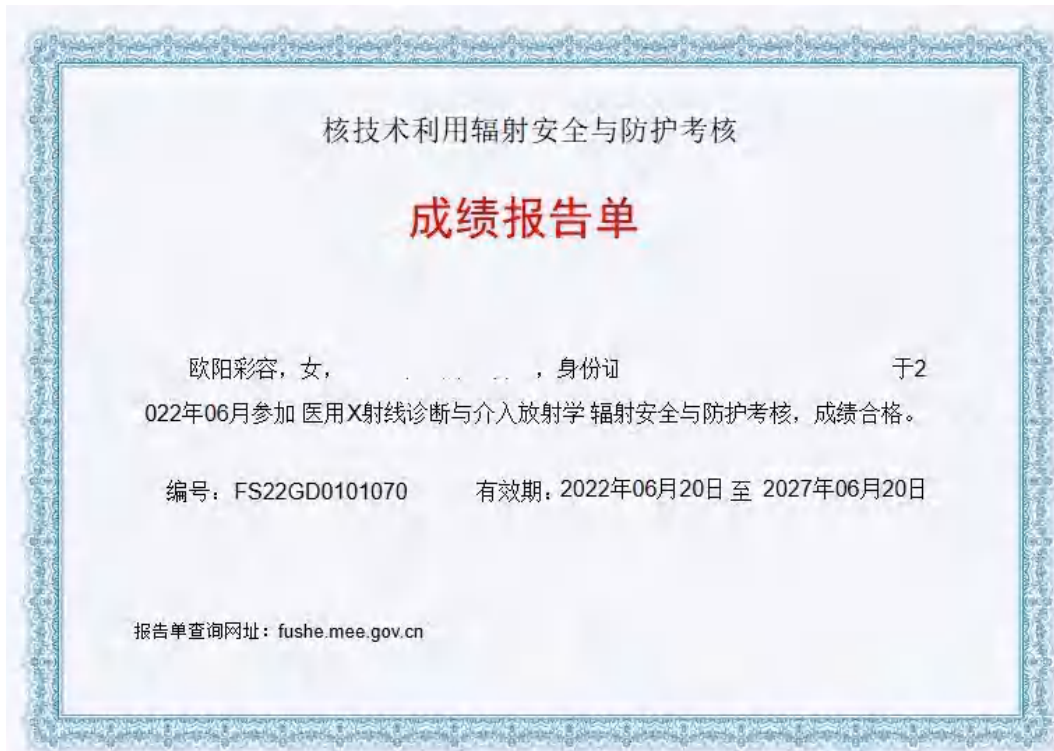 核技术利用辐射安全与防护考核
成绩报告单
欧阳彩容，女，，身份证于2
022年06月参加 医用X射线诊断与介入放射学 辐射安全与防护考核，成绩合格。
编号：FS22GD0101070 有效期：2022年06月20日 至 2027年06月20日
报告单查询网址：fushe.mee.gov.cn